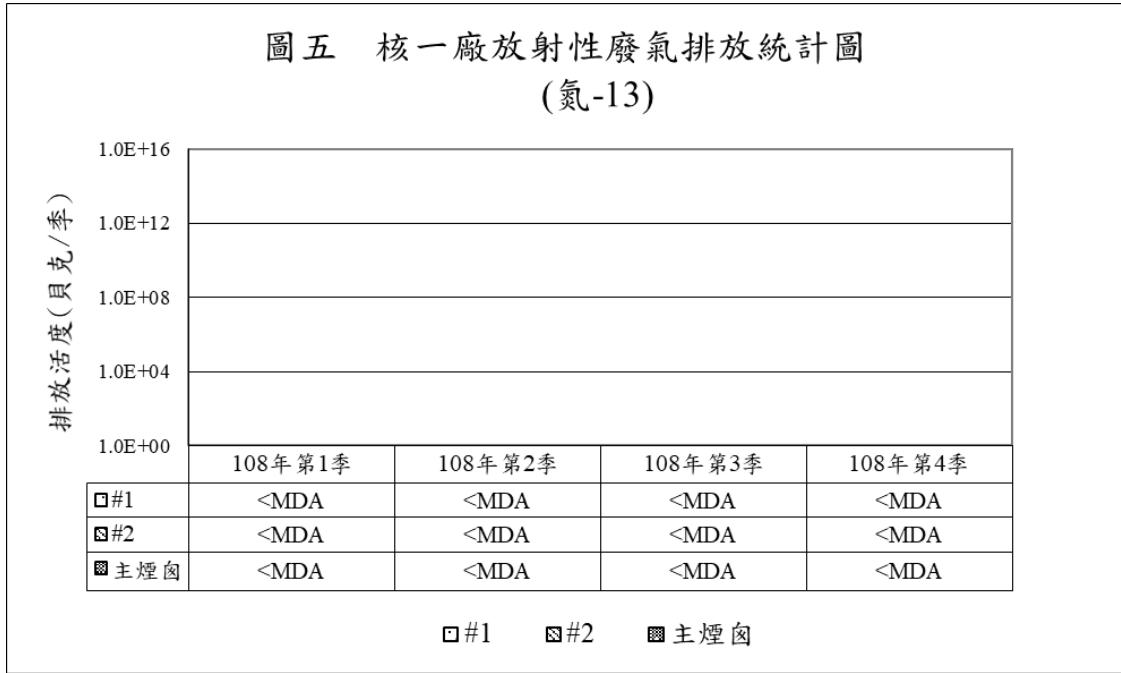 圖五 核一廠放射性廢氣排放統計圖
(氮-13)
排放活度(貝克/季)
1.0E+16
1.0E+12
1.0E+08
1.0E+04
1.0E+00
108年第1季 108年第2季 108年第3季 108年第4季
#1 <MDA <MDA <MDA <MDA
#2 <MDA <MDA <MDA <MDA
主煙囪 <MDA <MDA <MDA <MDA
#1 #2 主煙囪